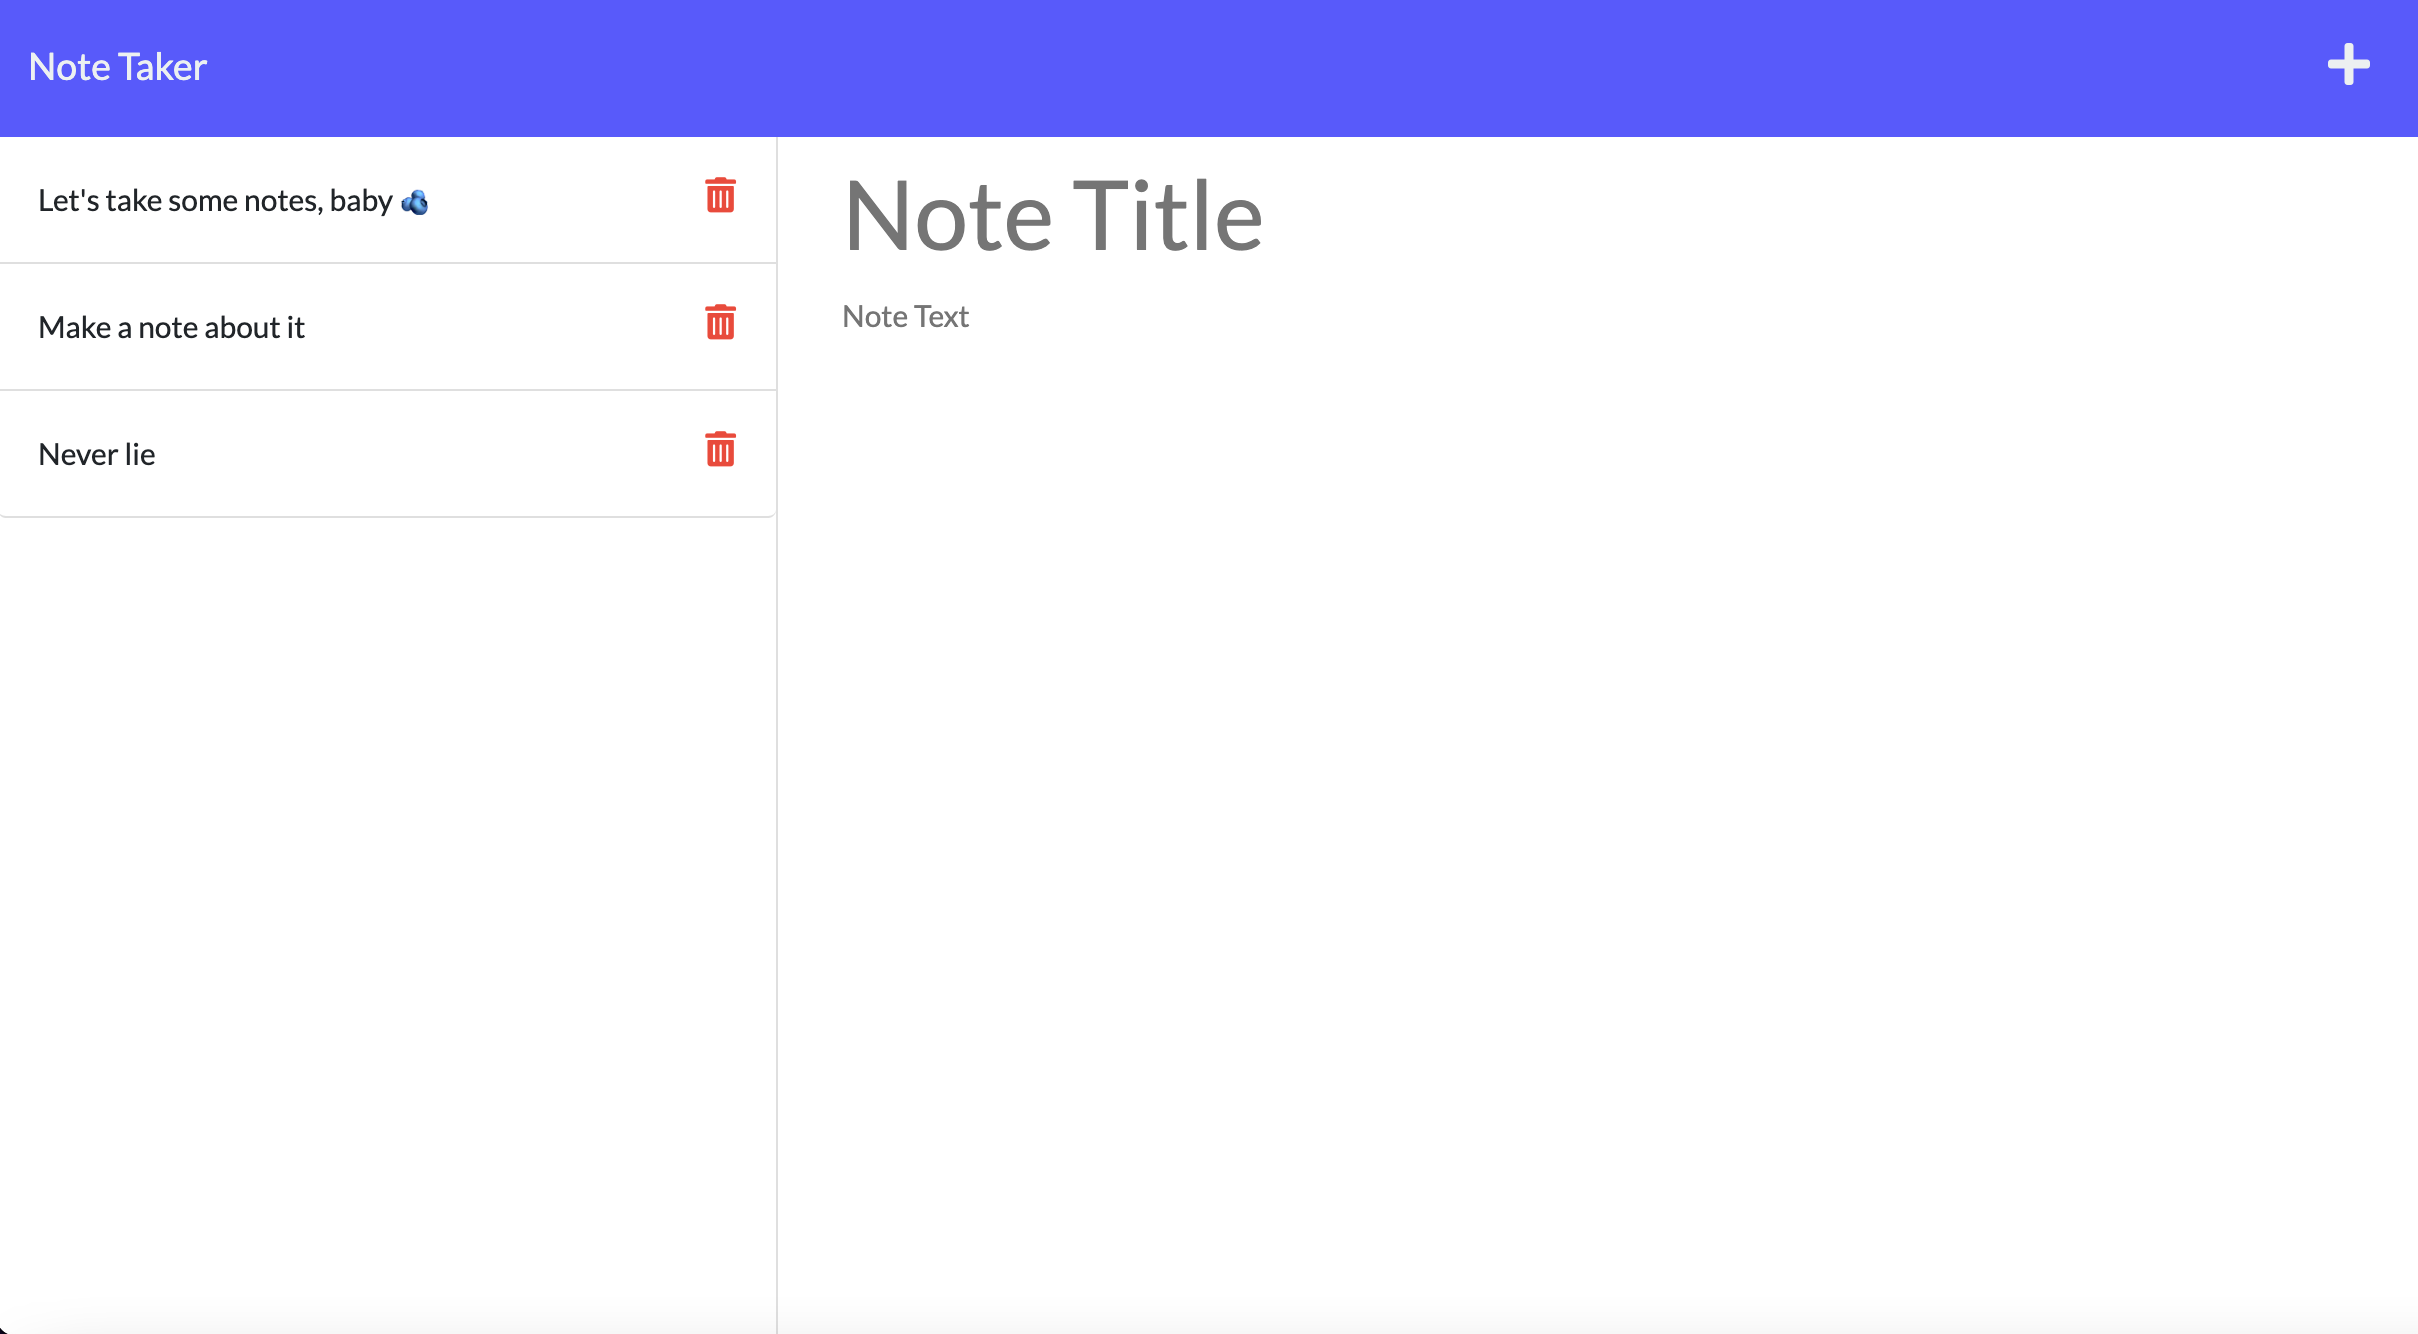 Note Taker
Let's take some notes, baby 🫐
Make a note about it
Never lie
Note Title
Note Text